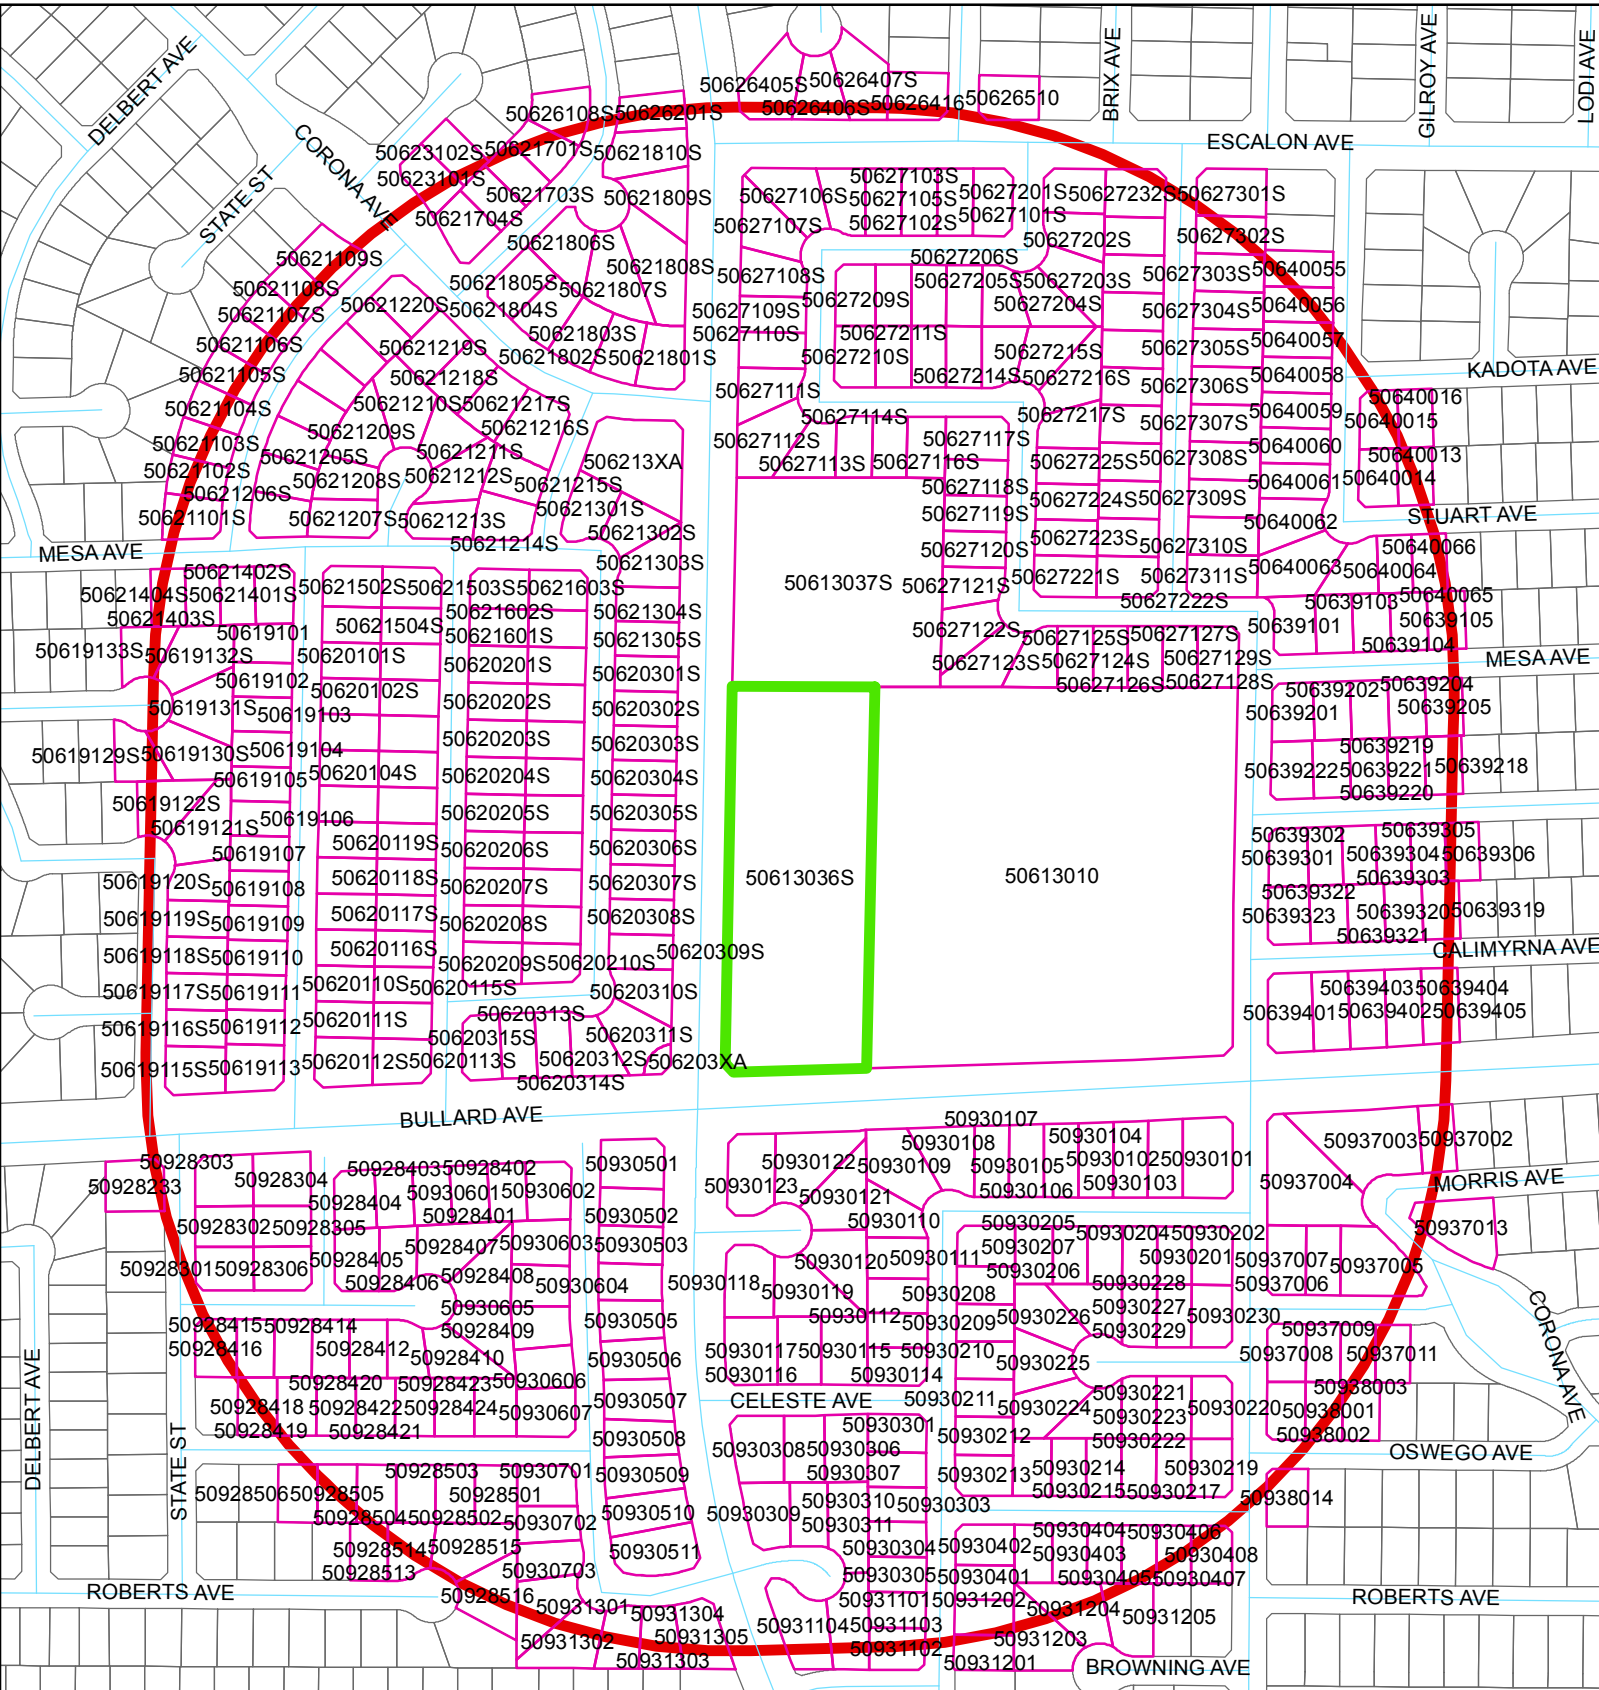 DELBERT AVE
CORONA AVE
STATE ST
BRIX AVE
GILROY AVE
LODI AVE
ESCALON AVE
50626405S
50626407S
50626406S
50626416
50626510
50626108S
50626201S
50623102S
50621701S
50621810S
50623101S
50621703S
50621809S
50621704S
50621806S
50621808S
50621805S
50621807S
50621804S
50621803S
50621802S
50621801S
50627103S
50627106S
50627105S
50627201S
50627232S
50627301S
50627107S
50627102S
50627101S
50627202S
50627302S
50627206S
50627108S
50627205S
50627203S
50627303S
50640055
50627209S
50627204S
50627109S
50627304S
50640056
50627110S
50627211S
50627210S
50627215S
50627305S
50640057
50627214S
50627216S
50627306S
50640058
50627111S
50627114S
50627217S
50627307S
50640059
50627112S
50627117S
50627113S
50627116S
50627225S
50627308S
50640060
50627118S
50627224S
50627309S
50640061
50627119S
50640062
50627120S
50627223S
50627310S
50640063
50627121S
50627221S
50627311S
50627222S
50627122S
50627125S
50627127S
50627123S
50627124S
50627129S
50627126S
50627128S
KADOTA AVE
50640016
50640015
50640013
50640014
STUART AVE
50640066
50640064
50640065
50639103
50639105
50639101
50639104
MESA AVE
50621109S
50621108S
50621107S
50621220S
50621106S
50621219S
50621105S
50621218S
50621104S
50621210S
50621217S
50621103S
50621209S
50621216S
50621102S
50621205S
50621211S
50621208S
50621212S
506213XA
50621206S
50621215S
50621101S
50621207S
50621213S
50621301S
50621214S
50621302S
MESA AVE
50621303S
50621402S
50621404S
50621401S
50621502S
50621503S
50621603S
50621403S
50621602S
50621304S
50621504S
50621601S
50621305S
50619133S
50619101
50619132S
50620101S
50620201S
50620301S
50619102
50620102S
50619131S
50619103
50620202S
50620302S
50619129S
50619130S
50619104
50620203S
50620303S
50619105
50620104S
50620204S
50620304S
50619122S
50619106
50620205S
50620305S
50619121S
50619107
50620119S
50620206S
50620306S
50619120S
50619108
50620118S
50620207S
50620307S
50619119S
50619109
50620117S
50620208S
50620308S
50619118S
50619110
50620116S
50620209S
50620210S
50620309S
50619117S
50619111
50620110S
50620115S
50620310S
50619116S
50619112
50620111S
50620313S
50620315S
50620311S
50619115S
50619113
50620112S
50620113S
50620312S
506203XA
50620314S
50613037S
50613036S
50613010
50639202
50639204
50639201
50639205
50639219
50639222
50639221
50639218
50639220
50639302
50639305
50639301
50639304
50639306
50639303
50639322
50639323
50639320
50639319
50639321
CALIMYRNA AVE
50639403
50639404
50639401
50639402
50639405
BULLARD AVE
50928303
50928304
50928233
50928403
50928402
50928404
50930601
50930602
50928401
50928302
50928305
50928405
50928407
50930603
50928301
50928306
50928406
50928408
50930604
50930605
50928415
50928414
50928409
50928416
50928412
50928410
50928420
50928423
50930606
50928418
50928422
50928424
50930607
50928419
50928421
50928503
50930701
50928506
50928505
50928501
50928504
50928502
50930702
50928514
50928515
50928513
50930703
50928516
50930501
50930502
50930503
50930505
50930506
50930507
50930508
50930509
50930510
50930511
50931301
50931304
50931302
50931305
50931303
50930107
50930108
50930104
50930122
50930109
50930105
50930102
50930101
50930123
50930121
50930106
50930103
50930110
50930205
50930204
50930202
50930120
50930111
50930207
50930201
50930206
50930118
50930119
50930208
50930228
50930112
50930209
50930226
50930227
50930230
50930229
50930117
50930115
50930210
50930225
50930116
50930114
CELESTE AVE
50930211
50930224
50930221
50930220
50930223
50930301
50930212
50930222
50930308
50930306
50930307
50930213
50930214
50930219
50930215
50930217
50930309
50930310
50930303
50930311
50930304
50930402
50930404
50930406
50930403
50930408
50930305
50930401
50930405
50930407
50931101
50931202
50931204
50931205
50931104
50931103
50931203
50931102
50931201
BROWNING AVE
50937003
50937002
50937004
MORRIS AVE
50937013
50937007
50937005
50937006
50937009
50937008
50937011
50938003
50938001
50938002
CORONA AVE
OSWEGO AVE
50938014
ROBERTS AVE
DELBERT AVE
STATE ST
ROBERTS AVE